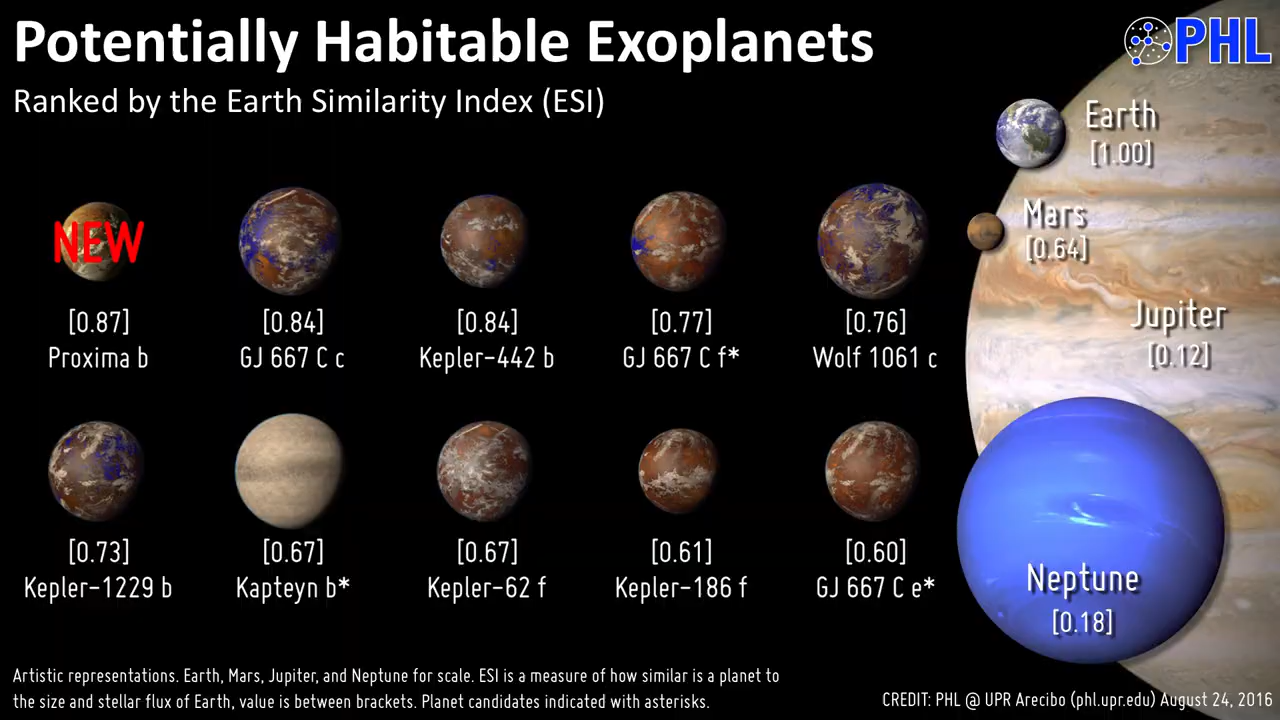 Potentially Habitable Exoplanets
PHL
Ranked by the Earth Similarity Index (ESI)
Earth
[1.00]
Mars
[0.64]
Jupiter
[0.12]
Neptune
[0.18]
NEW
[0.87]
Proxima b
[0.84]
GJ 667 C c
[0.84]
Kepler-442 b
[0.77]
GJ 667 C f*
[0.76]
Wolf 1061 c
[0.73]
Kepler-1229 b
[0.67]
Kapteyn b*
[0.67]
Kepler-62 f
[0.61]
Kepler-186 f
[0.60]
GJ 667 C e*
Artistic representations. Earth, Mars, Jupiter, and Neptune for scale. ESI is a measure of how similar is a planet to
the size and stellar flux of Earth, value is between brackets. Planet candidates indicated with asterisks.
CREDIT: PHL @ UPR Arecibo (phl.upr.edu) August 24, 2016